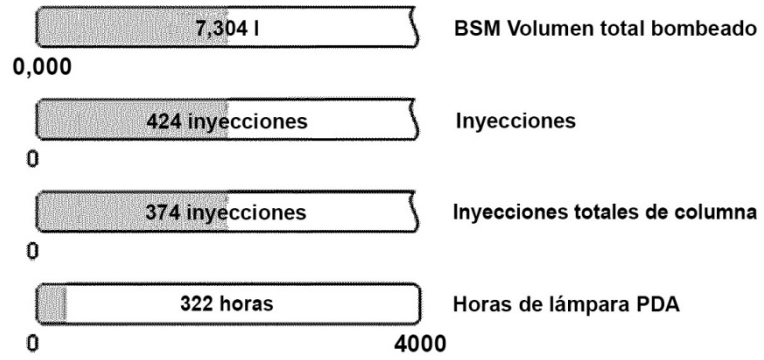 7,304 l BSM Volumen total bombeado
0,000
424 inyecciones Inyecciones
0
374 inyecciones Inyecciones totales de columna
0
322 horas Horas de lámpara PDA
0 4000